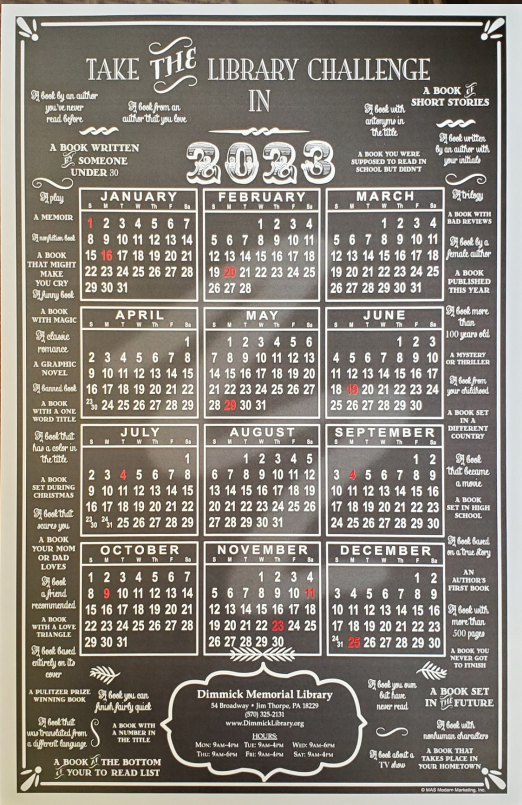 TAKE THE LIBRARY CHALLENGE
IN
2023
A book by an author
you've never
read before
A book from an
author that you love
A BOOK WRITTEN
BY SOMEONE
UNDER 30
A book with
antonyms in
the title
A BOOK OF
SHORT STORIES
A BOOK YOU WERE
SUPPOSED TO READ IN
SCHOOL BUT DIDN'T
A book written
by an author with
your initials
A play
A MEMOIR
A nonfiction book
A BOOK
THAT MIGHT
MAKE
YOU CRY
A funny book
A BOOK
WITH MAGIC
A classic
romance
A GRAPHIC
NOVEL
A banned book
A BOOK
WITH A ONE
WORD TITLE
A book that
has a color in
the title
A BOOK
SET DURING
CHRISTMAS
A book that
scares you
A BOOK
YOUR MOM
OR DAD
LOVES
A book
a friend
recommended
A BOOK
WITH A LOVE
TRIANGLE
A book based
entirely on its
cover
A PULITZER PRIZE
WINNING BOOK
A book you can
finish fairly quick
A book that
was translated from
a different language
A BOOK WITH
A NUMBER IN
THE TITLE
A BOOK AT THE BOTTOM
OF YOUR TO READ LIST
JANUARY
S M T W Th F Sa
1 2 3 4 5 6 7
8 9 10 11 12 13 14
15 16 17 18 19 20 21
22 23 24 25 26 27 28
29 30 31
FEBRUARY
S M T W Th F Sa
1 2 3 4
5 6 7 8 9 10 11
12 13 14 15 16 17 18
19 20 21 22 23 24 25
26 27 28
MARCH
S M T W Th F Sa
1 2 3 4
5 6 7 8 9 10 11
12 13 14 15 16 17 18
19 20 21 22 23 24 25
26 27 28 29 30 31
APRIL
S M T W Th F Sa
1
2 3 4 5 6 7 8
9 10 11 12 13 14 15
16 17 18 19 20 21 22
23/30 24 25 26 27 28 29
MAY
S M T W Th F Sa
1 2 3 4 5 6
7 8 9 10 11 12 13
14 15 16 17 18 19 20
21 22 23 24 25 26 27
28 29 30 31
JUNE
S M T W Th F Sa
1 2 3
4 5 6 7 8 9 10
11 12 13 14 15 16 17
18 19 20 21 22 23 24
25 26 27 28 29 30
JULY
S M T W Th F Sa
1
2 3 4 5 6 7 8
9 10 11 12 13 14 15
16 17 18 19 20 21 22
23/30 24/31 25 26 27 28 29
AUGUST
S M T W Th F Sa
1 2 3 4 5
6 7 8 9 10 11 12
13 14 15 16 17 18 19
20 21 22 23 24 25 26
27 28 29 30 31
SEPTEMBER
S M T W Th F Sa
1 2
3 4 5 6 7 8 9
10 11 12 13 14 15 16
17 18 19 20 21 22 23
24 25 26 27 28 29 30
OCTOBER
S M T W Th F Sa
1 2 3 4 5 6 7
8 9 10 11 12 13 14
15 16 17 18 19 20 21
22 23 24 25 26 27 28
29 30 31
NOVEMBER
S M T W Th F Sa
1 2 3 4
5 6 7 8 9 10 11
12 13 14 15 16 17 18
19 20 21 22 23 24 25
26 27 28 29 30
DECEMBER
S M T W Th F Sa
1 2
3 4 5 6 7 8 9
10 11 12 13 14 15 16
17 18 19 20 21 22 23
24/31 25 26 27 28 29 30
A trilogy
A BOOK WITH
BAD REVIEWS
A book by a
female author
A BOOK
PUBLISHED
THIS YEAR
A book more
than
100 years old
A MYSTERY
OR THRILLER
A book from
your childhood
A BOOK SET
IN A
DIFFERENT
COUNTRY
A book
that became
a movie
A BOOK
SET IN HIGH
SCHOOL
A book based
on a true story
AN
AUTHOR'S
FIRST BOOK
A book with
more than
500 pages
A BOOK YOU
NEVER GOT
TO FINISH
A book you own
but have
never read
A BOOK SET
IN THE FUTURE
A book with
nonhuman characters
A book about a
TV show
A BOOK THAT
TAKES PLACE IN
YOUR HOMETOWN
Dimmick Memorial Library
54 Broadway • Jim Thorpe, PA 18229
(570) 325-2131
www.DimmickLibrary.org
HOURS:
MON: 9AM-4PM TUE: 9AM-4PM WED: 9AM-6PM
THU: 9AM-6PM FRI: 9AM-4PM SAT: 9AM-4PM
© MAS Modern Marketing, Inc.